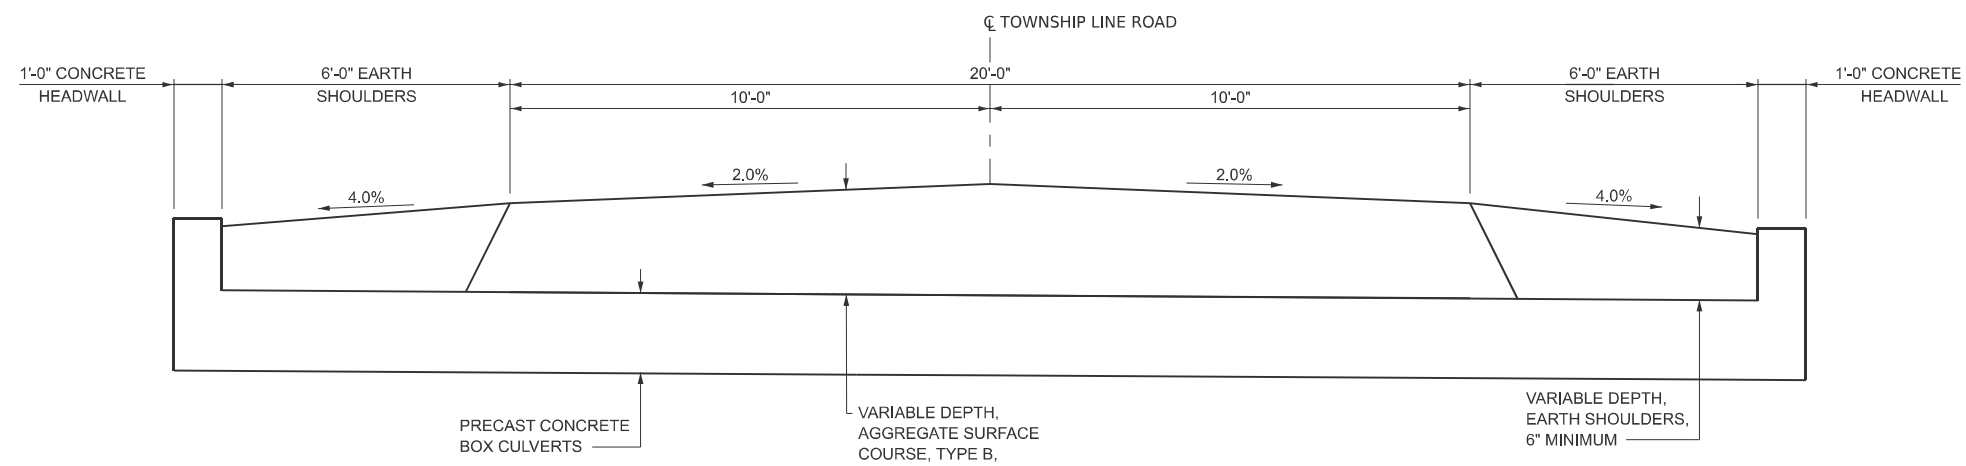 ℄ TOWNSHIP LINE ROAD
1'-0" CONCRETE
HEADWALL
6'-0" EARTH
SHOULDERS
20'-0"
6'-0" EARTH
SHOULDERS
1'-0" CONCRETE
HEADWALL
10'-0"
10'-0"
4.0%
2.0%
2.0%
4.0%
PRECAST CONCRETE
BOX CULVERTS
VARIABLE DEPTH,
AGGREGATE SURFACE
COURSE, TYPE B,
VARIABLE DEPTH,
EARTH SHOULDERS,
6" MINIMUM